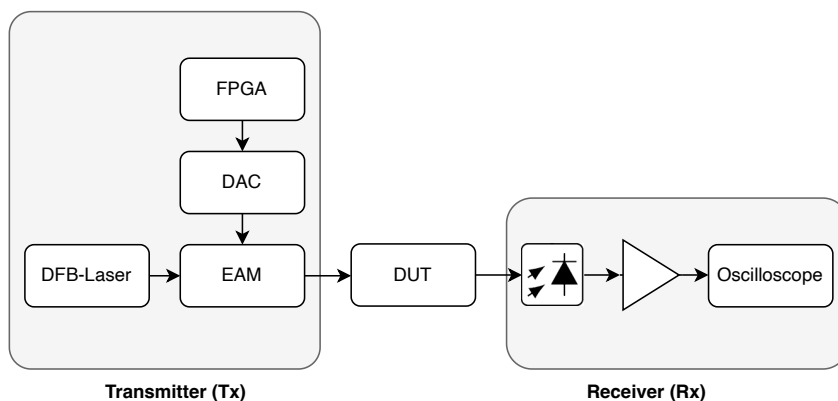 FPGA
DAC
DFB-Laser
EAM
DUT
Oscilloscope
Transmitter (Tx)
Receiver (Rx)